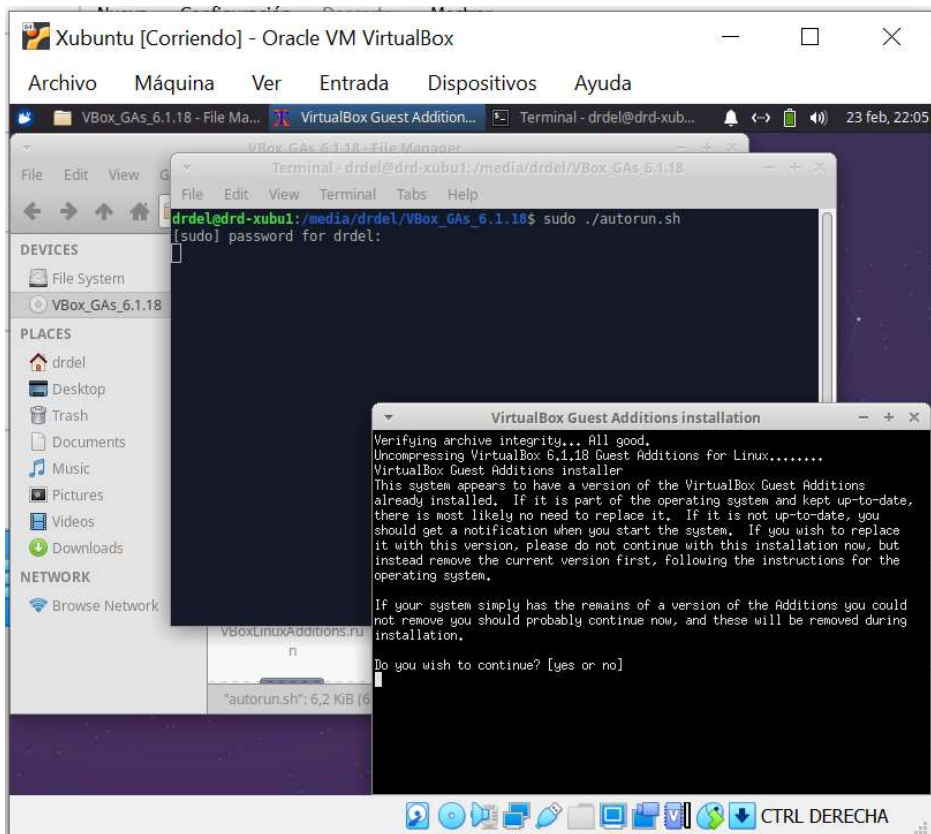 Xubuntu [Corriendo] - Oracle VM VirtualBox
Archivo Máquina Ver Entrada Dispositivos Ayuda
VBox_GAs_6.1.18 - File Ma... VirtualBox Guest Addition... Terminal - drdel@drd-xub... 23 feb, 22:05
VBox_GAs_6.1.18 - File Manager
Terminal - drdel@drd-xubu1: /media/drdel/VBox_GAs_6.1.18
File Edit View G
File Edit View Terminal Tabs Help
drdel@drd-xubu1:/media/drdel/VBox_GAs_6.1.18$ sudo ./autorun.sh
[sudo] password for drdel:
DEVICES
File System
VBox_GAs_6.1.18
PLACES
drdel
Desktop
Trash
Documents
Music
Pictures
Videos
Downloads
NETWORK
Browse Network
VBoxLinuxAdditions.ru
n
"autorun.sh": 6,2 KiB (6
VirtualBox Guest Additions installation
Verifying archive integrity... All good.
Uncompressing VirtualBox 6.1.18 Guest Additions for Linux........
VirtualBox Guest Additions installer
This system appears to have a version of the VirtualBox Guest Additions
already installed. If it is part of the operating system and kept up-to-date,
there is most likely no need to replace it. If it is not up-to-date, you
should get a notification when you start the system. If you wish to replace
it with this version, please do not continue with this installation now, but
instead remove the current version first, following the instructions for the
operating system.
If your system simply has the remains of a version of the Additions you could
not remove you should probably continue now, and these will be removed during
installation.
Do you wish to continue? [yes or no]
CTRL DERECHA